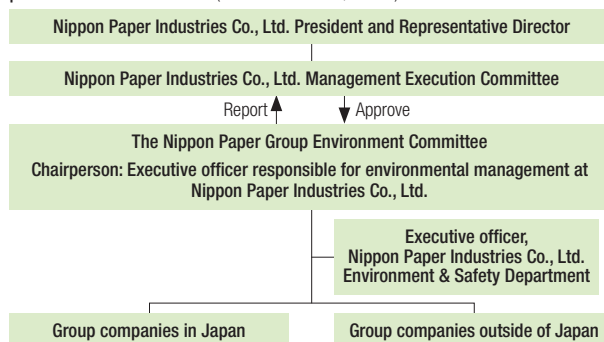 Nippon Paper Industries Co., Ltd. President and Representative Director
Nippon Paper Industries Co., Ltd. Management Execution Committee
Report
Approve
The Nippon Paper Group Environment Committee
Chairperson: Executive officer responsible for environmental management at
Nippon Paper Industries Co., Ltd.
Executive officer,
Nippon Paper Industries Co., Ltd.
Environment & Safety Department
Group companies in Japan
Group companies outside of Japan